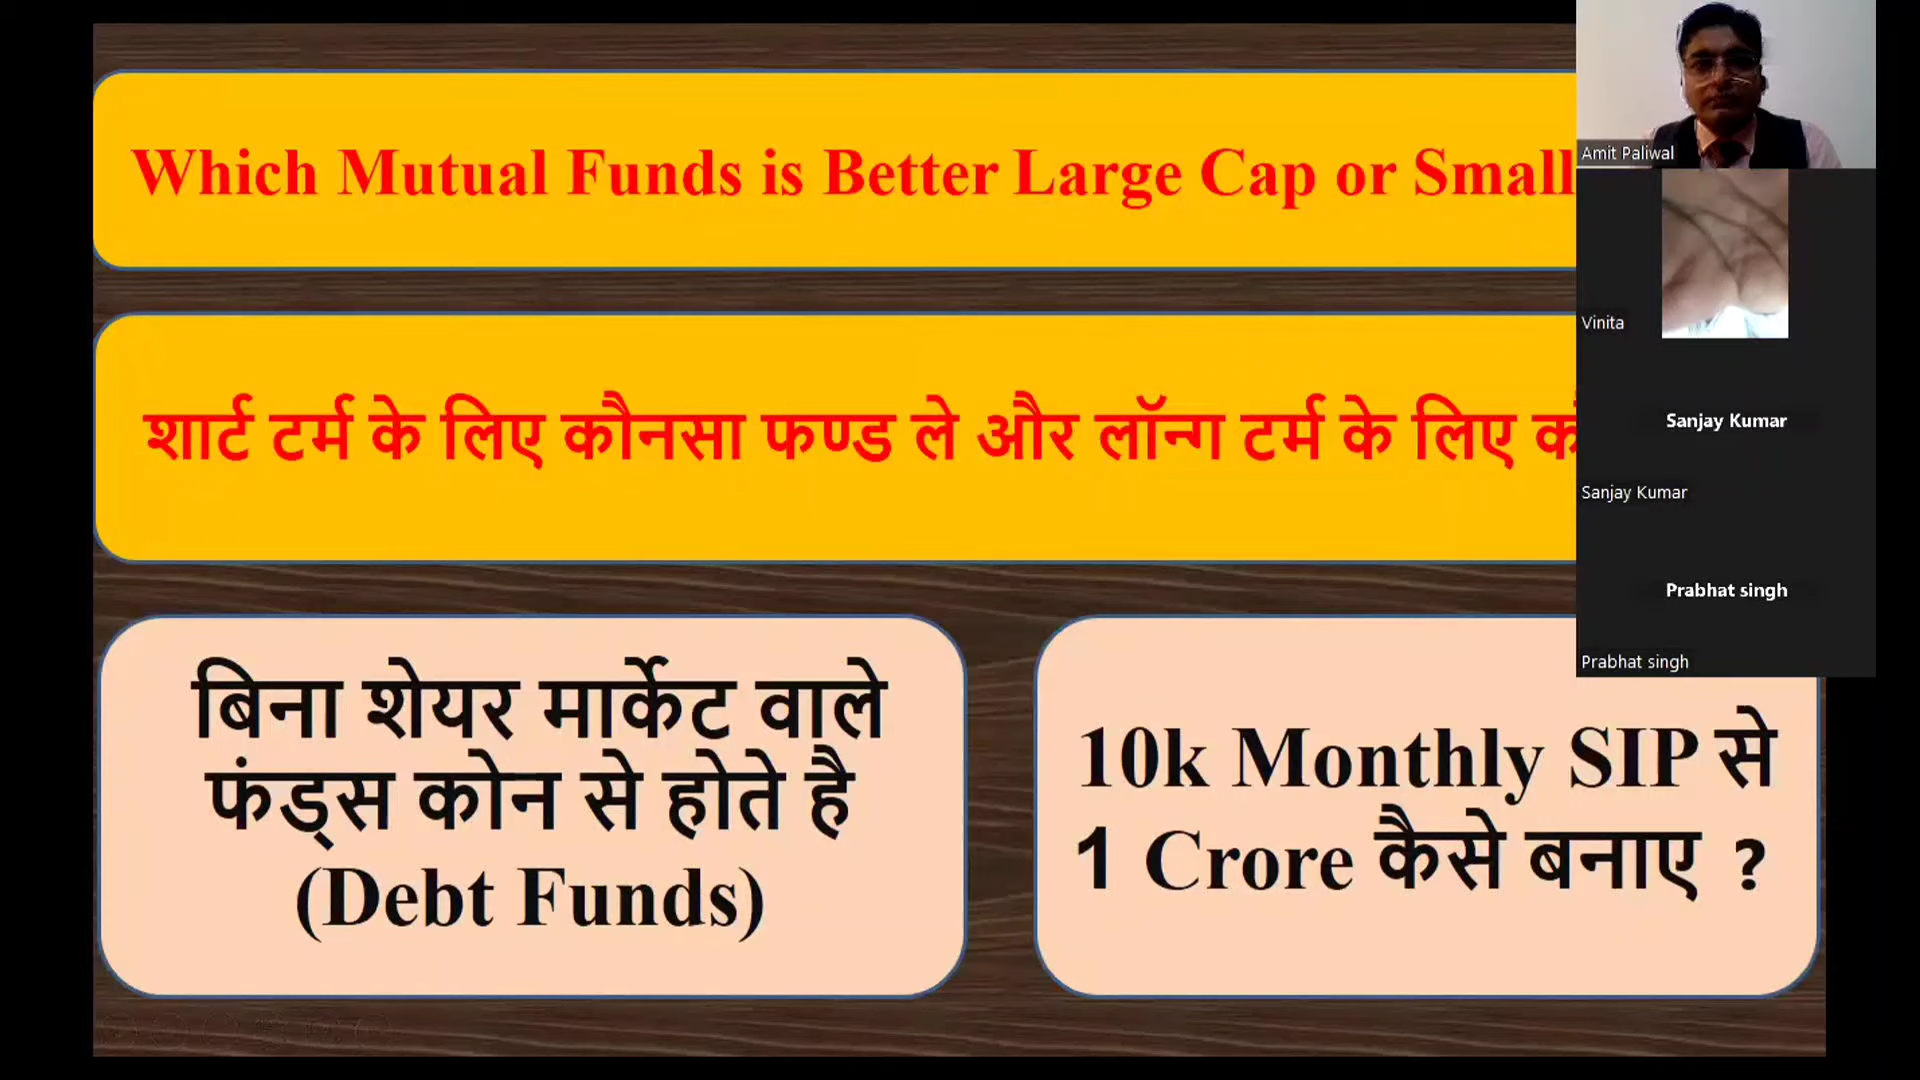 Which Mutual Funds is Better Large Cap or Small
शार्ट टर्म के लिए कौनसा फण्ड ले और लॉन्ग टर्म के लिए
बिना शेयर मार्केट वाले
फंड्स कोन से होते है
(Debt Funds)
10k Monthly SIP से
1 Crore कैसे बनाए ?
Amit Paliwal
Vinita
Sanjay Kumar
Sanjay Kumar
Prabhat singh
Prabhat singh